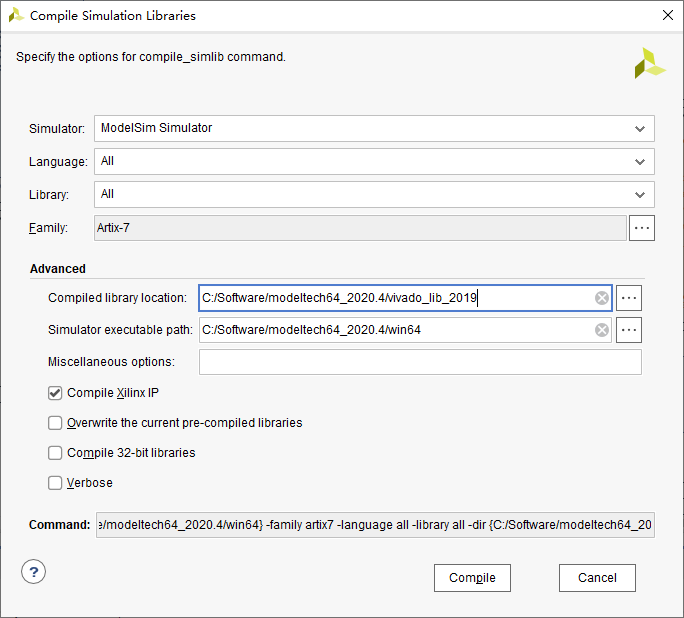 Compile Simulation Libraries
Specify the options for compile_simlib command.
Simulator: ModelSim Simulator
Language: All
Library: All
Family: Artix-7 ...
Advanced
Compiled library location: C:/Software/modeltech64_2020.4/vivado_lib_2019 ...
Simulator executable path: C:/Software/modeltech64_2020.4/win64 ...
Miscellaneous options:
Compile Xilinx IP
Overwrite the current pre-compiled libraries
Compile 32-bit libraries
Verbose
Command: e/modeltech64_2020.4/win64} -family artix7 -language all -library all -dir {C:/Software/modeltech64_20
? Compile Cancel